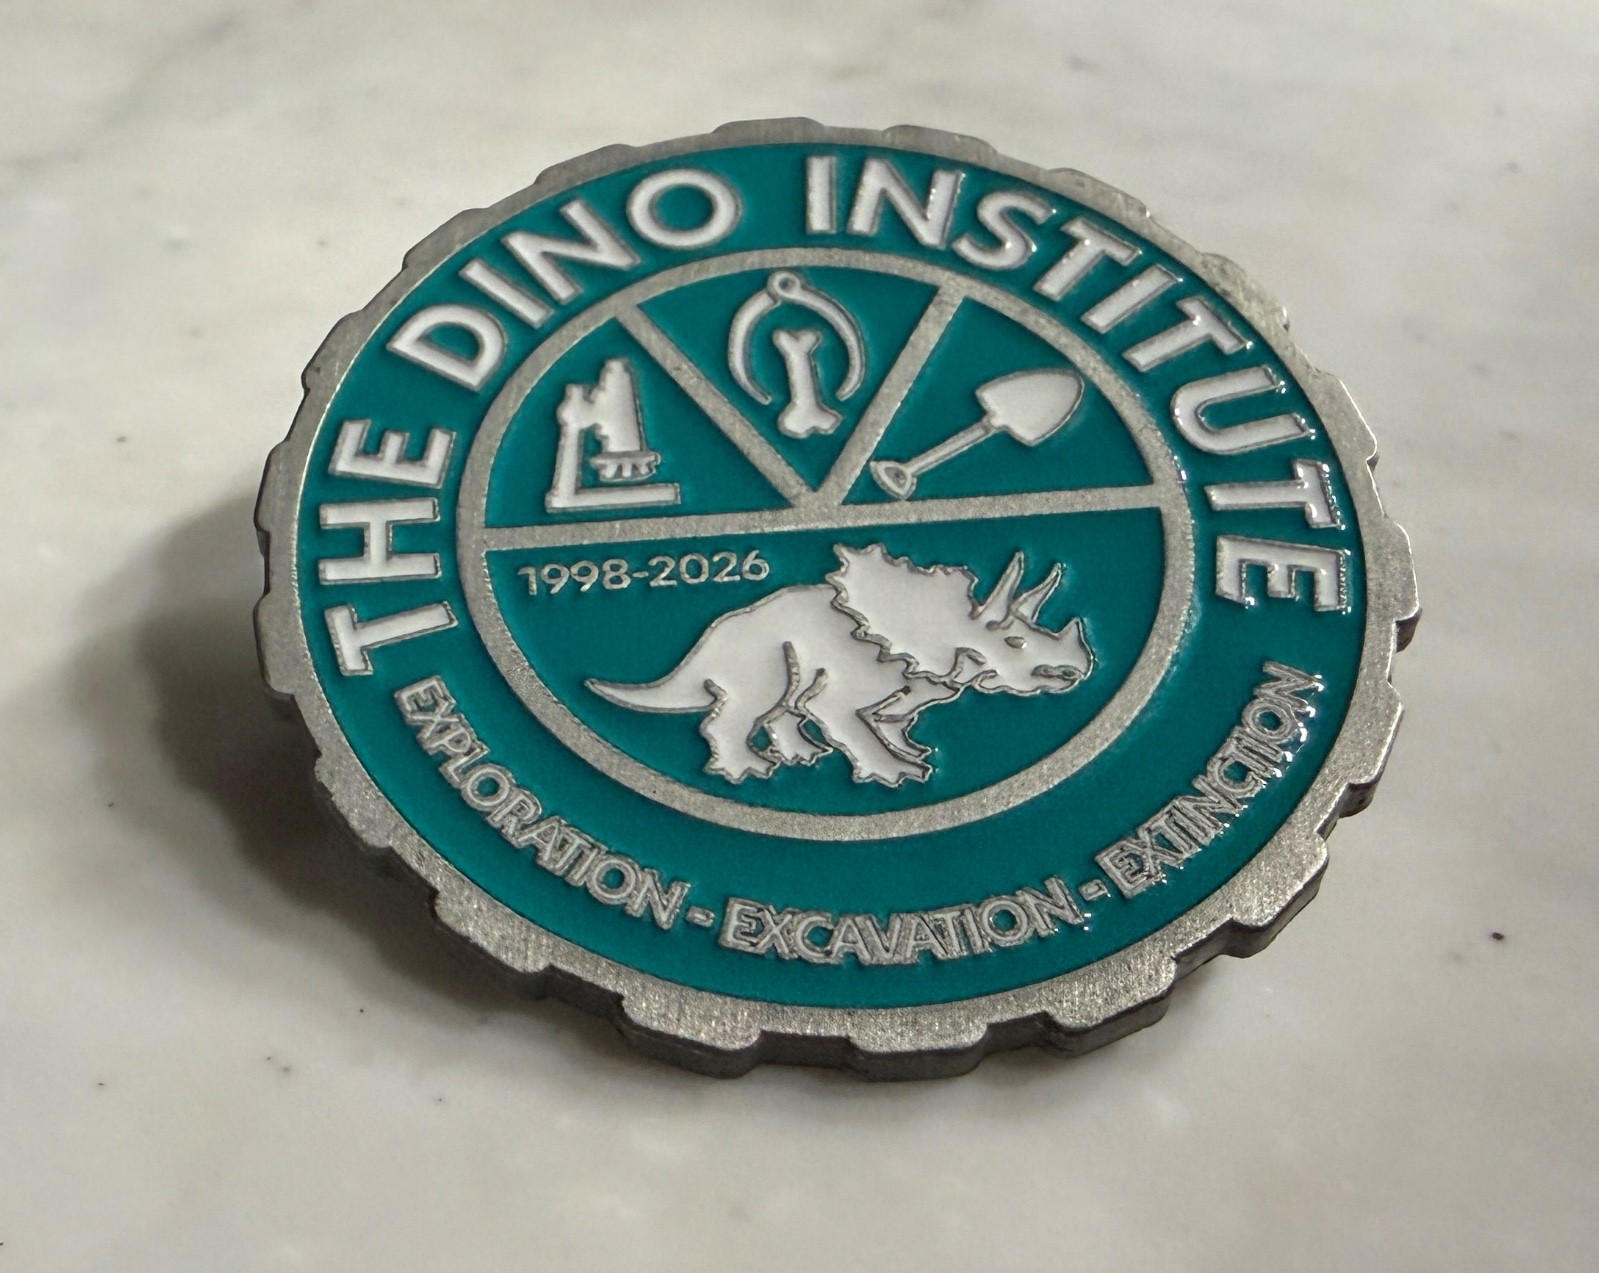 THE DINO INSTITUTE
1998-2026
EXPLORATION - EXCAVATION - EXTINCTION